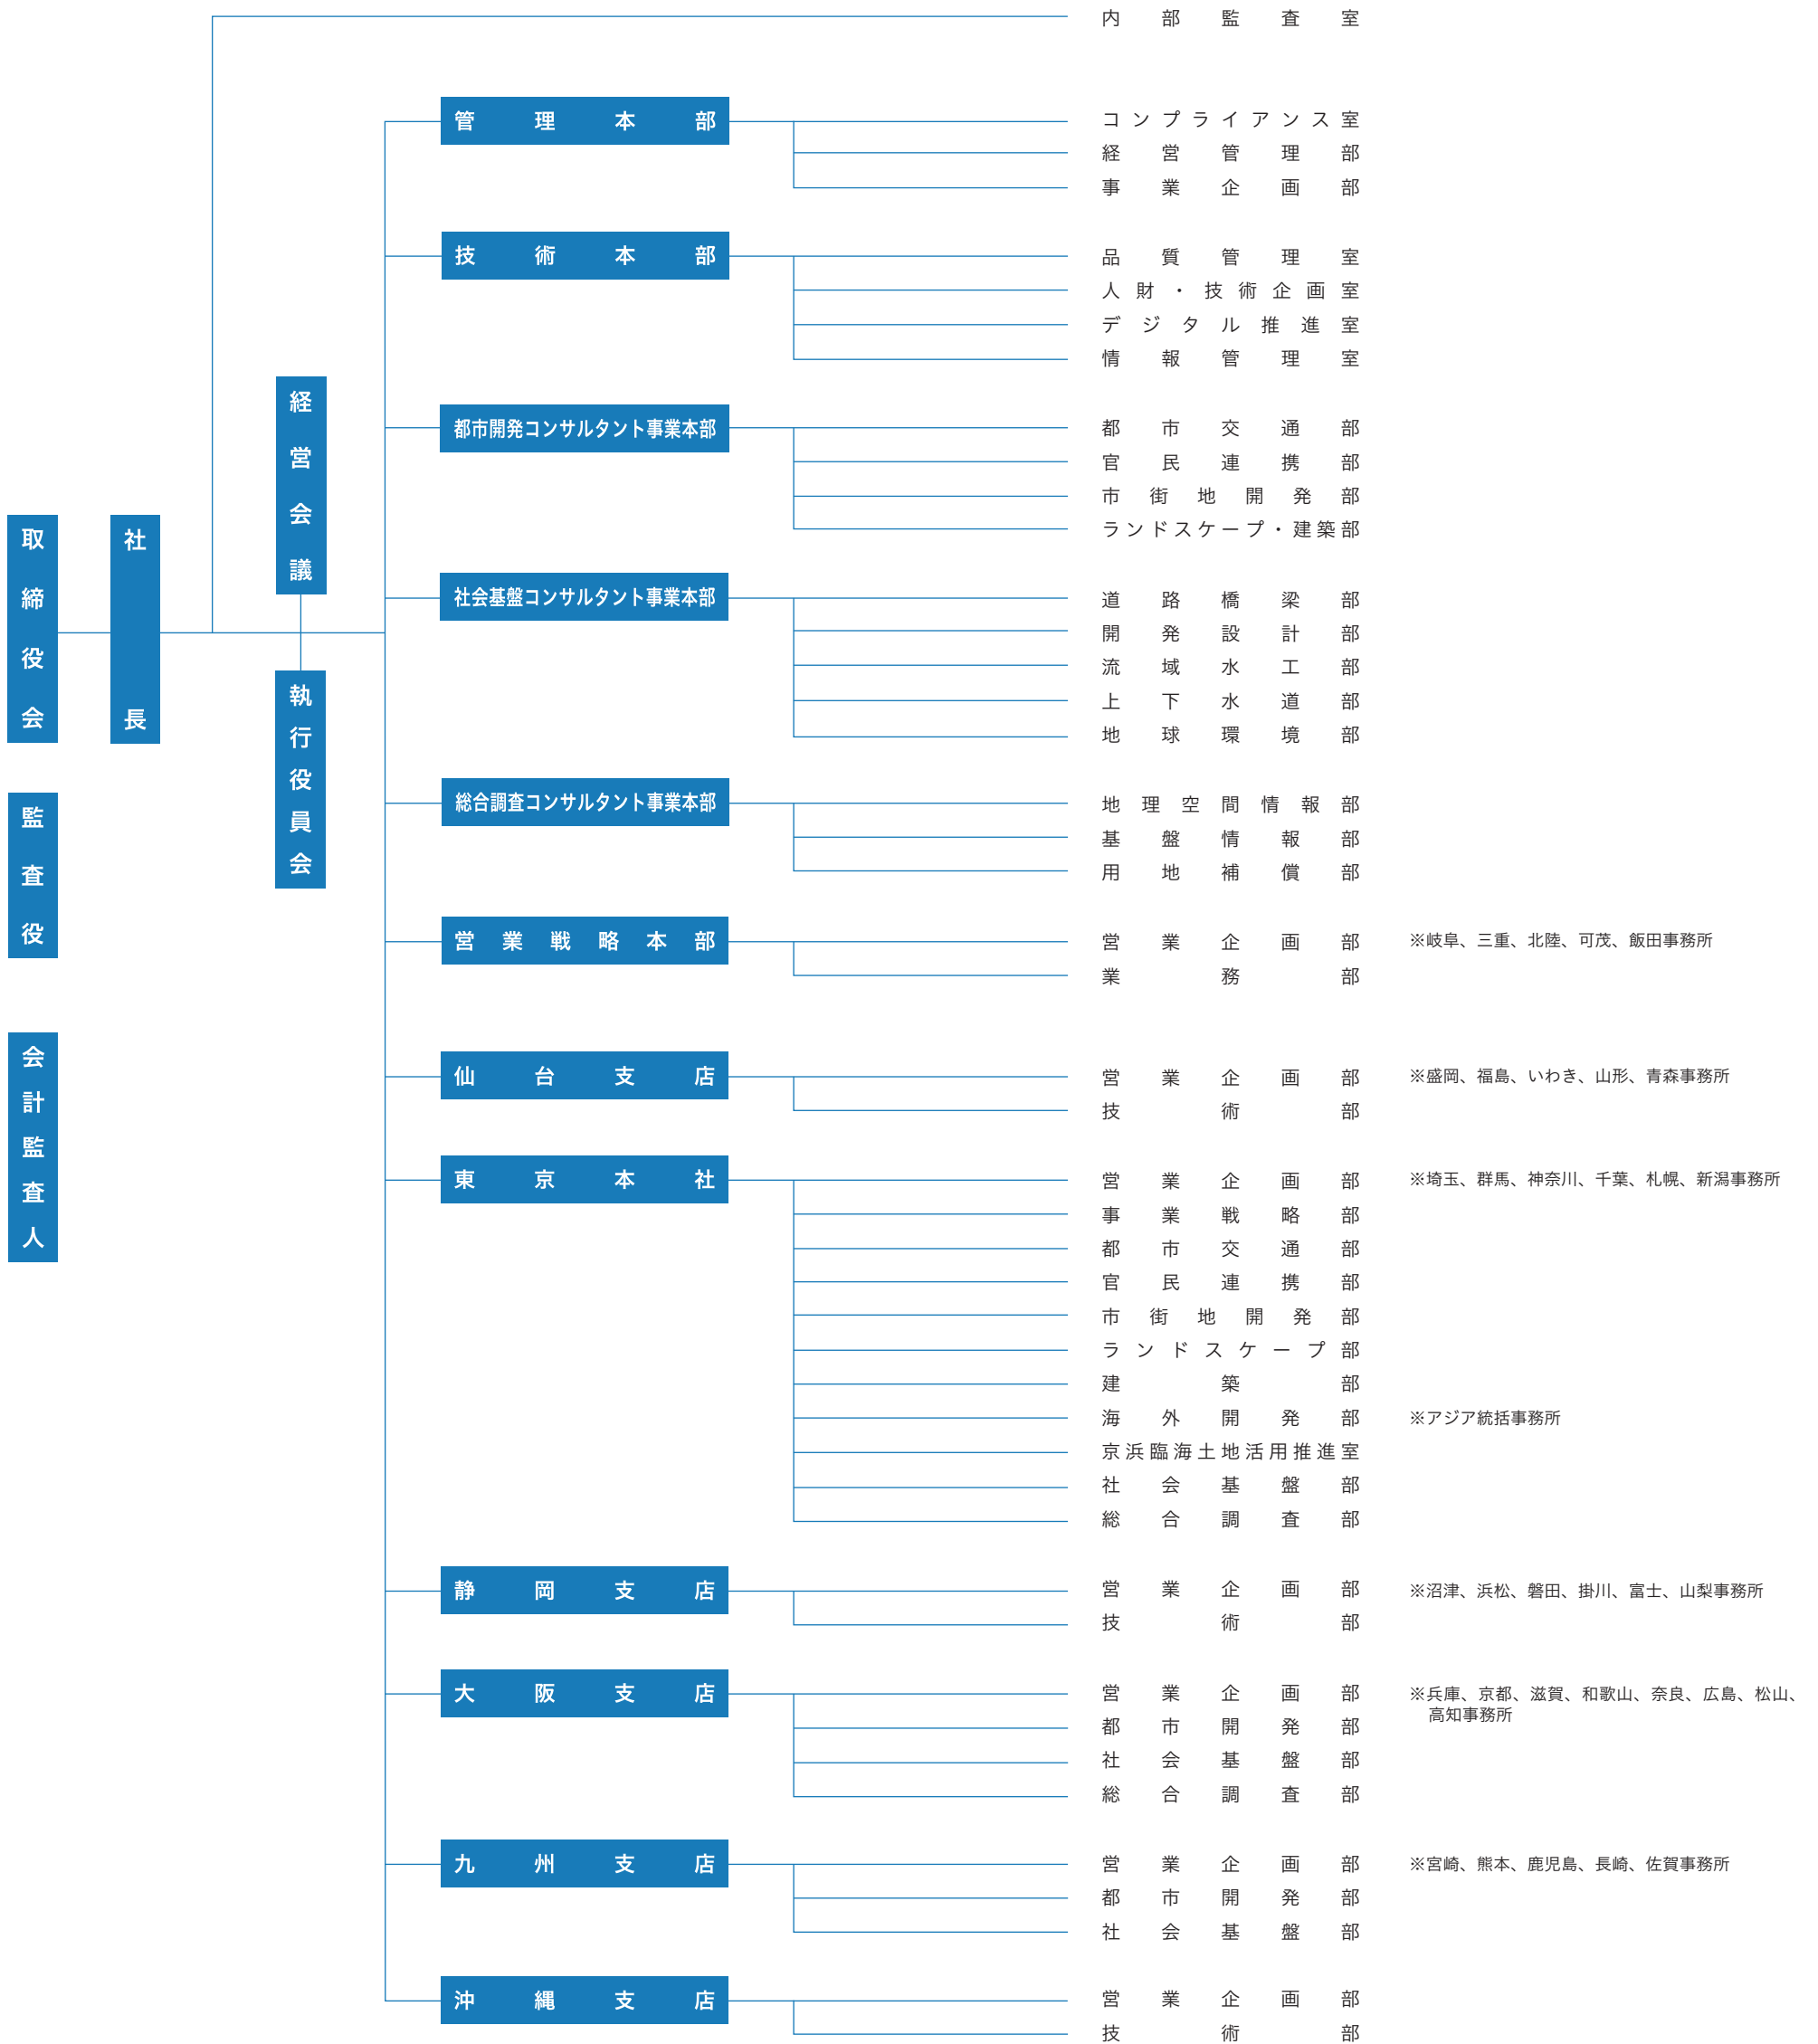 内部監査室
管理本部
コンプライアンス室
経営管理部
事業企画部
技術本部
品質管理室
人財・技術企画室
デジタル推進室
情報管理室
経営会議
都市開発コンサルタント事業本部
都市交通部
官民連携部
市街地開発部
ランドスケープ・建築部
取締役会
社長
社会基盤コンサルタント事業本部
道路橋梁部
開発設計部
流域水工部
上下水道部
地球環境部
執行役員会
監査役
総合調査コンサルタント事業本部
地理空間情報部
基盤情報部
用地補償部
営業戦略本部
営業企画部 ※岐阜、三重、北陸、可茂、飯田事務所
業務部
会計監査人
仙台支店
営業企画部 ※盛岡、福島、いわき、山形、青森事務所
技術部
東京本社
営業企画部 ※埼玉、群馬、神奈川、千葉、札幌、新潟事務所
事業戦略部
都市交通部
官民連携部
市街地開発部
ランドスケープ部
建築部
海外開発部 ※アジア統括事務所
京浜臨海土地活用推進室
社会基盤部
総合調査部
静岡支店
営業企画部 ※沼津、浜松、磐田、掛川、富士、山梨事務所
技術部
大阪支店
営業企画部 ※兵庫、京都、滋賀、和歌山、奈良、広島、松山、
高知事務所
都市開発部
社会基盤部
総合調査部
九州支店
営業企画部 ※宮崎、熊本、鹿児島、長崎、佐賀事務所
都市開発部
社会基盤部
沖縄支店
営業企画部
技術部